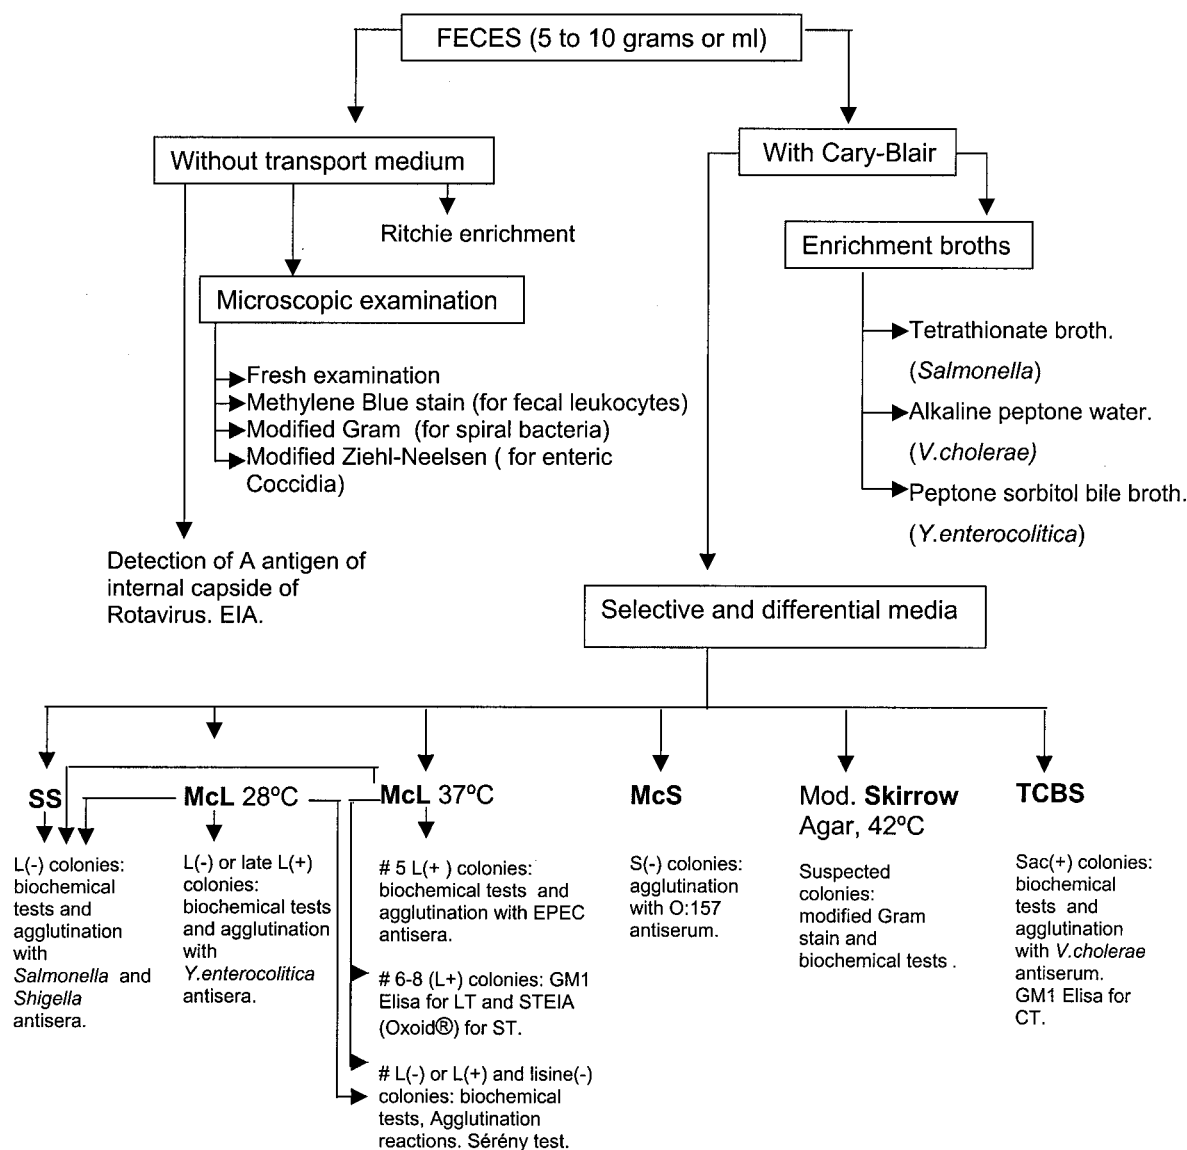 FECES (5 to 10 grams or ml)
Without transport medium
With Cary-Blair
Ritchie enrichment
Enrichment broths
Microscopic examination
Fresh examination
Methylene Blue stain (for fecal leukocytes)
Modified Gram (for spiral bacteria)
Modified Ziehl-Neelsen ( for enteric
Coccidia)
Tetrathionate broth.
(Salmonella)
Alkaline peptone water.
(V.cholerae)
Peptone sorbitol bile broth.
(Y.enterocolitica)
Detection of A antigen of
internal capside of
Rotavirus. EIA.
Selective and differential media
SS
L(-) colonies:
biochemical
tests and
agglutination
with
Salmonella and
Shigella
antisera.
McL 28ºC
L(-) or late L(+)
colonies:
biochemical tests
and agglutination
with
Y.enterocolitica
antisera.
McL 37ºC
# 5 L(+ ) colonies:
biochemical tests and
agglutination with EPEC
antisera.
# 6-8 (L+) colonies: GM1
Elisa for LT and STEIA
(Oxoid®) for ST.
# L(-) or L(+) and lisine(-)
colonies: biochemical
tests, Agglutination
reactions. Sérény test.
McS
S(-) colonies:
agglutination
with O:157
antiserum.
Mod. Skirrow
Agar, 42ºC
Suspected
colonies:
modified Gram
stain and
biochemical tests .
TCBS
Sac(+) colonies:
biochemical
tests and
agglutination
with V.cholerae
antiserum.
GM1 Elisa for
CT.